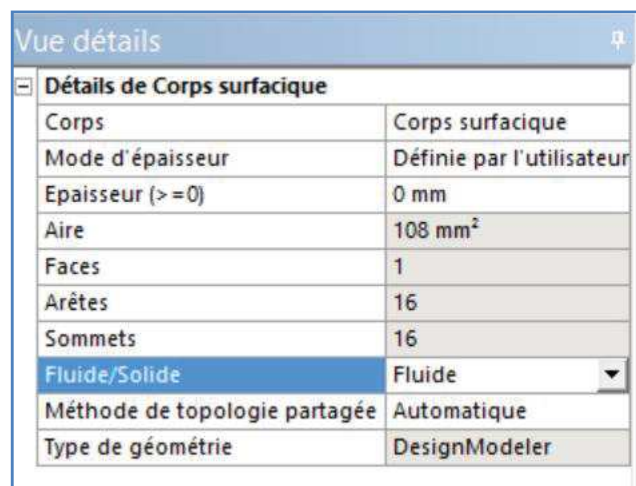 Vue détails
Détails de Corps surfacique
Corps Corps surfacique
Mode d'épaisseur Définie par l'utilisateur
Epaisseur (>=0) 0 mm
Aire 108 mm²
Faces 1
Arêtes 16
Sommets 16
Fluide/Solide Fluide
Méthode de topologie partagée Automatique
Type de géométrie DesignModeler